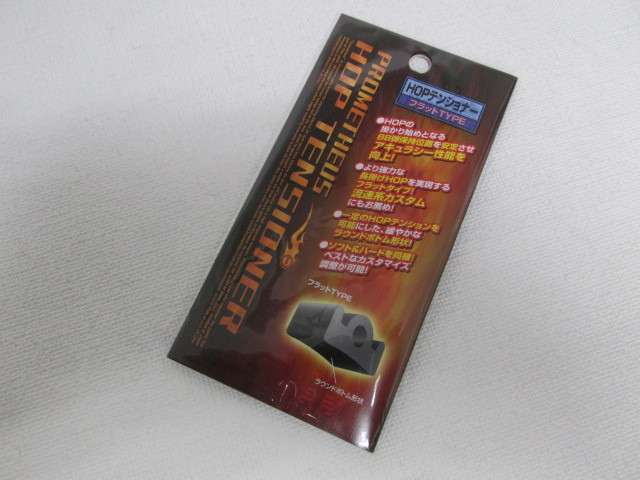 PROMETHEUS
HOP TENSIONER
HOPテンショナー
フラットTYPE
●HOPの
掛かり始めとなる
BB弾保持位置を安定させ
アキュラシー性能を
向上!
●より強力な
長掛けHOPを実現する
フラットタイプ!
流速系カスタム
にもお薦め!
●一定のHOPテンションを
可能にした、緩やかな
ラウンドボトム形状!
●ソフト&ハードを同梱!
ベストなカスタマイズ
調整が可能!
フラットTYPE
ラウンドボトム形状